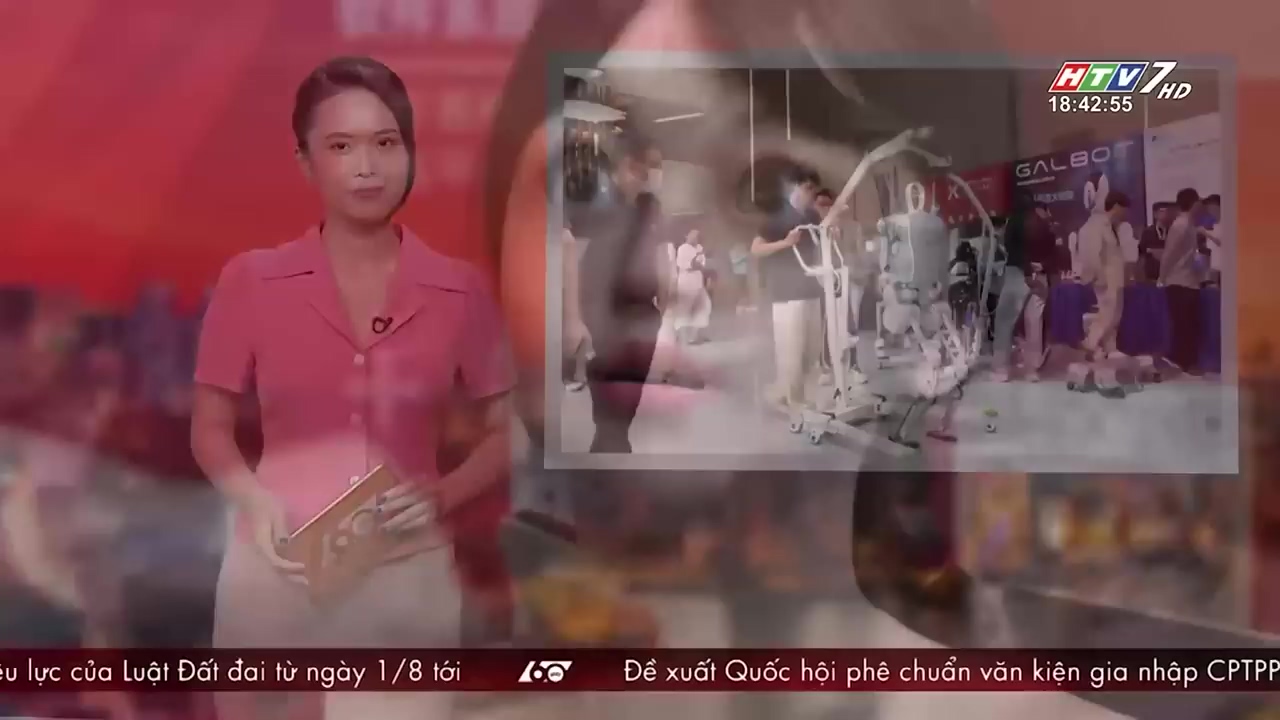 HTV7 HD
18:42:55
GALBOT
ệu lực của Luật Đất đai từ ngày 1/8 tới
60
Đề xuất Quốc hội phê chuẩn văn kiện gia nhập CPTPP